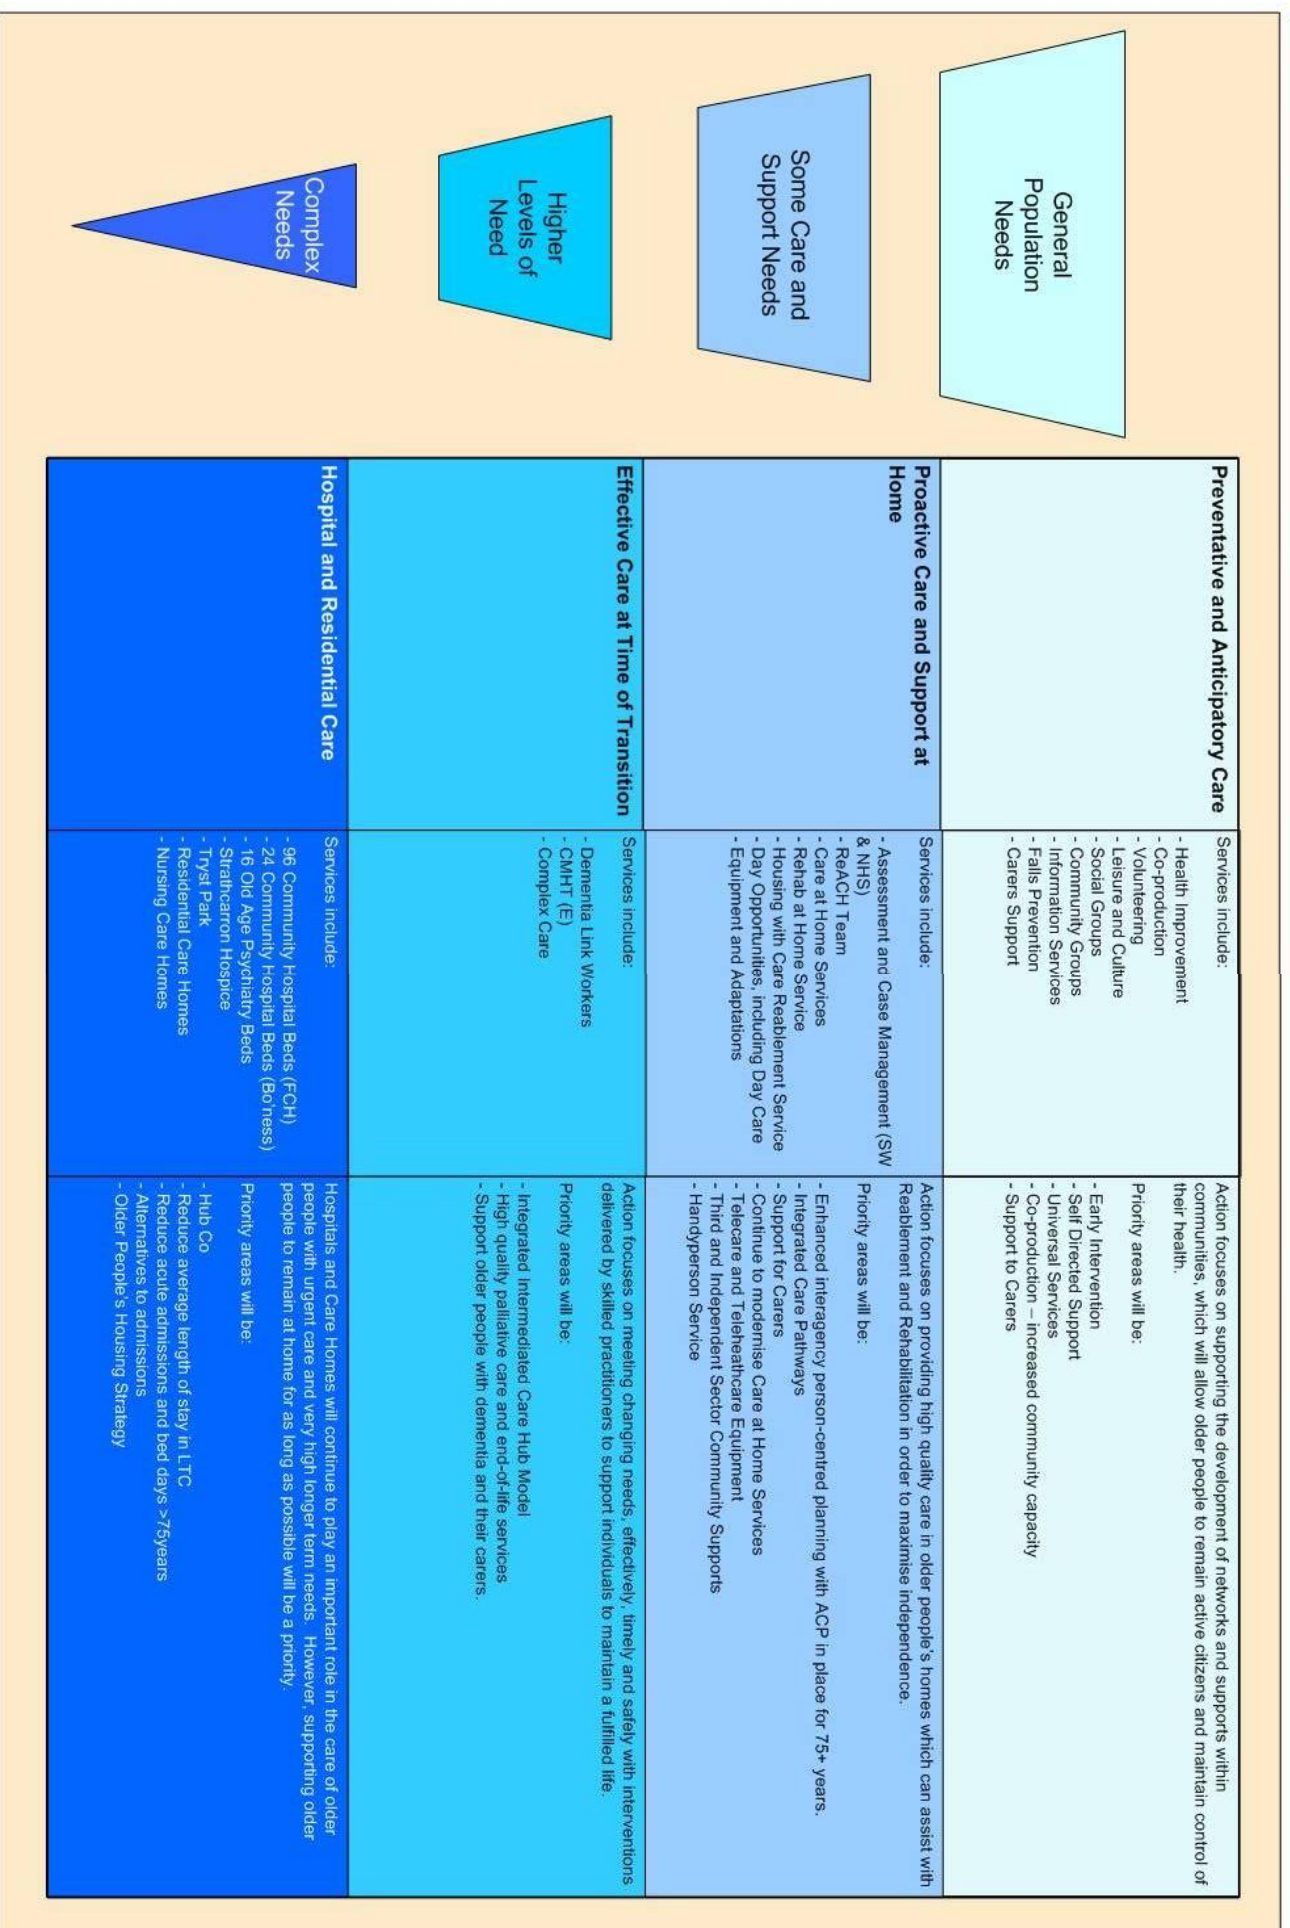 General
Population
Needs
Preventative and Anticipatory Care
Services include:
- Health Improvement
- Co-production
- Volunteering
- Leisure and Culture
- Social Groups
- Community Groups
- Information Services
- Falls Prevention
- Carers Support
Action focuses on supporting the development of networks and supports within
communities, which will allow older people to remain active citizens and maintain control of
their health.
Priority areas will be:
- Early Intervention
- Self Directed Support
- Universal Services
- Co-production – increased community capacity
- Support to Carers
Some Care and
Support Needs
Proactive Care and Support at
Home
Services include:
- Assessment and Case Management (SW
& NHS)
- ReACH Team
- Care at Home Services
- Rehab at Home Service
- Housing with Care Reablement Service
- Day Opportunities, including Day Care
- Equipment and Adaptations
Action focuses on providing high quality care in older people's homes which can assist with
Reablement and Rehabilitation in order to maximise independence.
Priority areas will be:
- Enhanced interagency person-centred planning with ACP in place for 75+ years.
- Integrated Care Pathways
- Support for Carers
- Continue to modernise Care at Home Services
- Telecare and Telehealthcare Equipment
- Third and Independent Sector Community Supports
- Handyperson Service
Higher
Levels of
Need
Effective Care at Time of Transition
Services include:
- Dementia Link Workers
- CMHT (E)
- Complex Care
Action focuses on meeting changing needs, effectively, timely and safely with interventions
delivered by skilled practitioners to support individuals to maintain a fulfilled life.
Priority areas will be:
- Integrated Intermediated Care Hub Model
- High quality palliative care and end-of-life services
- Support older people with dementia and their carers.
Complex
Needs
Hospital and Residential Care
Services include:
- 96 Community Hospital Beds (FCH)
- 24 Community Hospital Beds (Bo'ness)
- 16 Old Age Psychiatry Beds
- Strathcarron Hospice
- Tryst Park
- Residential Care Homes
- Nursing Care Homes
Hospitals and Care Homes will continue to play an important role in the care of older
people with urgent care and very high longer term needs. However, supporting older
people to remain at home for as long as possible will be a priority.
Priority areas will be:
- Hub Co
- Reduce average length of stay in LTC
- Reduce acute admissions and bed days >75years
- Alternatives to admissions
- Older People's Housing Strategy